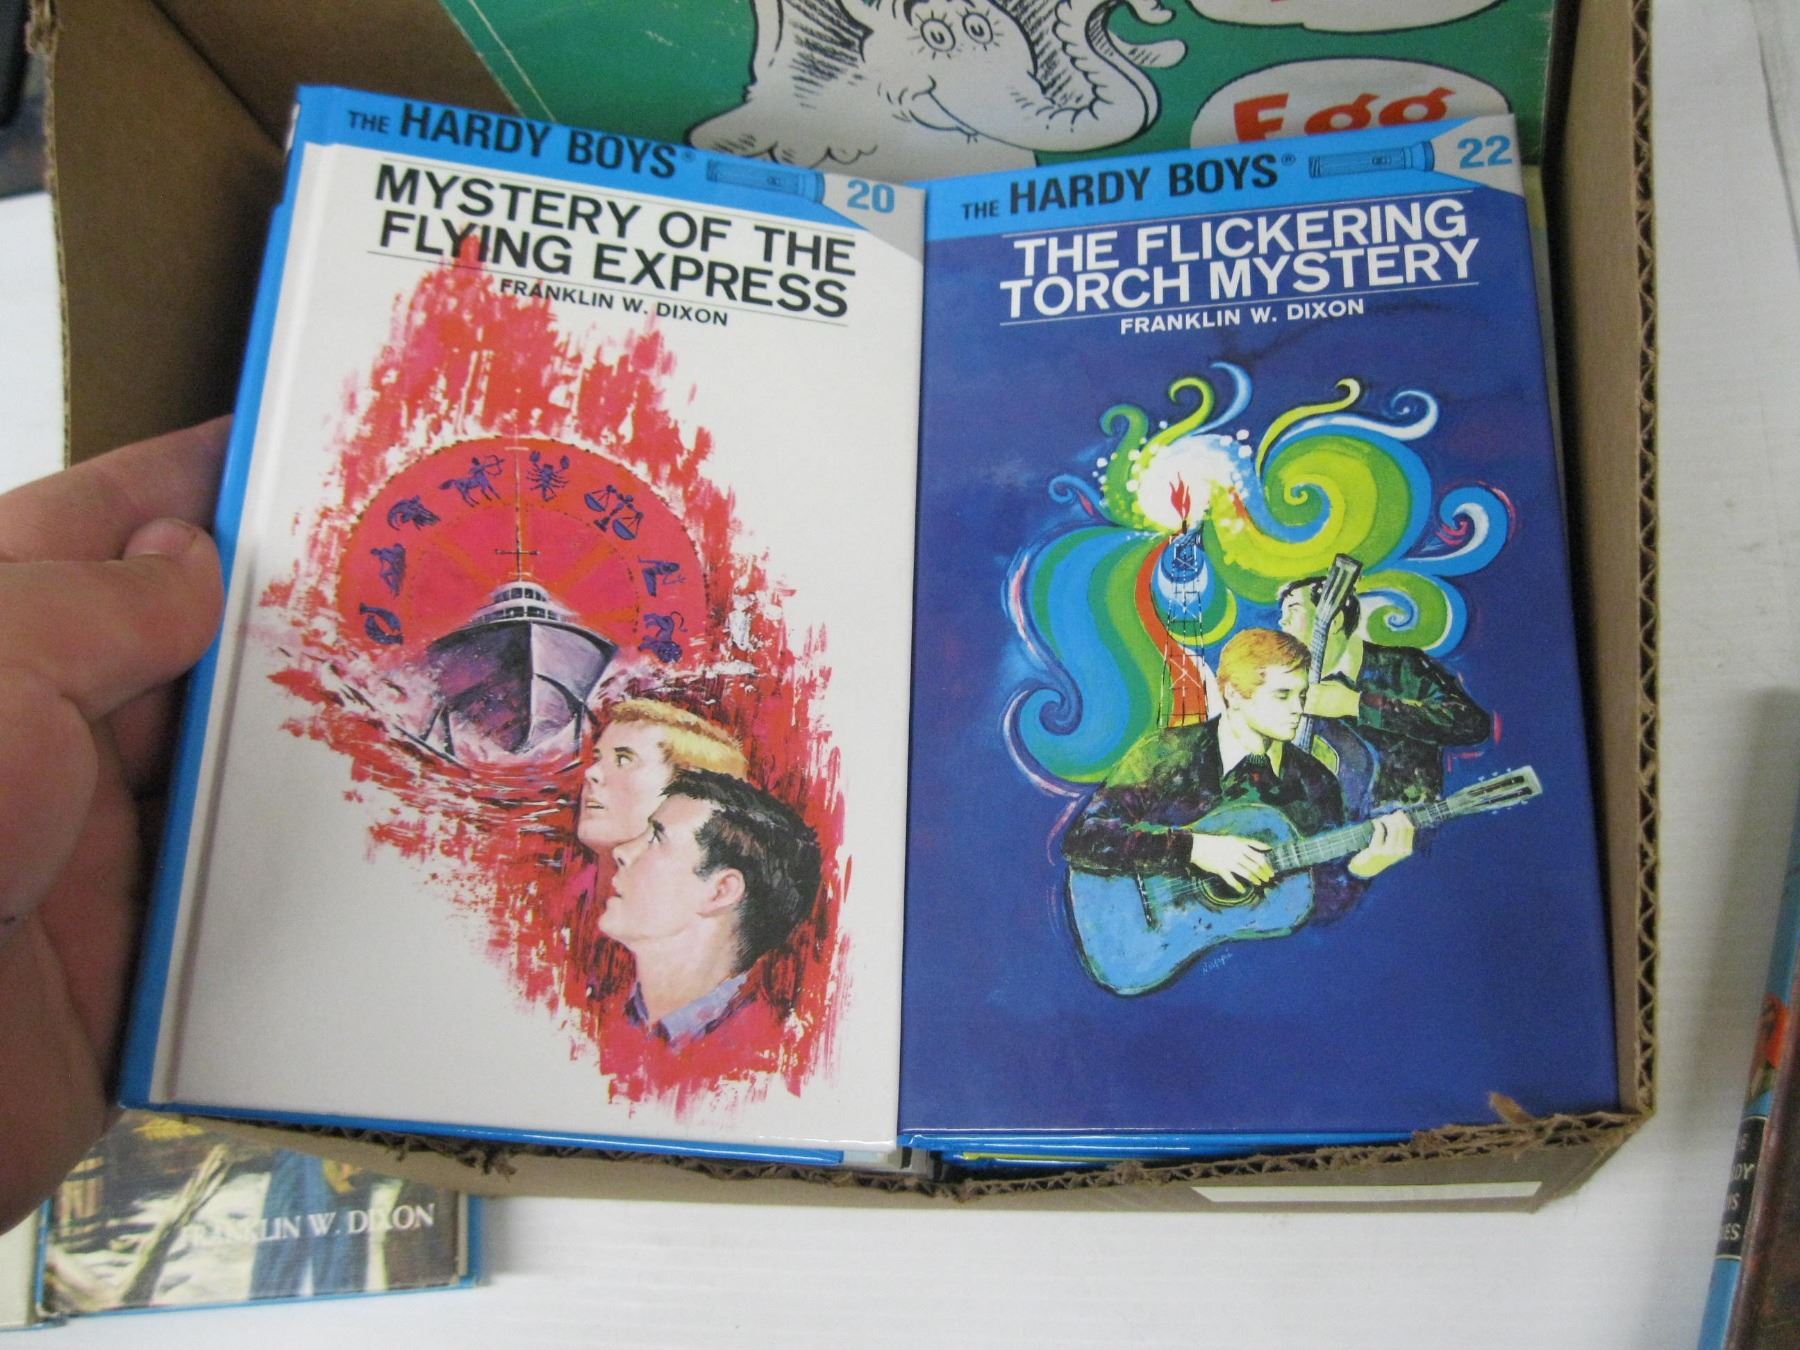 Egg
THE HARDY BOYS® 20
MYSTERY OF THE
FLYING EXPRESS
FRANKLIN W. DIXON
THE HARDY BOYS® 22
THE FLICKERING
TORCH MYSTERY
FRANKLIN W. DIXON
FRANKLIN W. DIXON